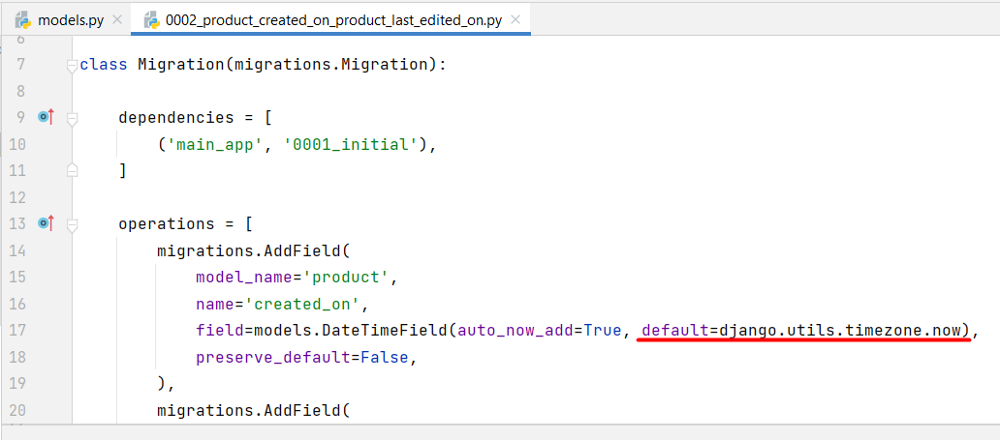 models.py
0002_product_created_on_product_last_edited_on.py
6
7 class Migration(migrations.Migration):
8
9 dependencies = [
10 ('main_app', '0001_initial'),
11 ]
12
13 operations = [
14 migrations.AddField(
15 model_name='product',
16 name='created_on',
17 field=models.DateTimeField(auto_now_add=True, default=django.utils.timezone.now),
18 preserve_default=False,
19 ),
20 migrations.AddField(